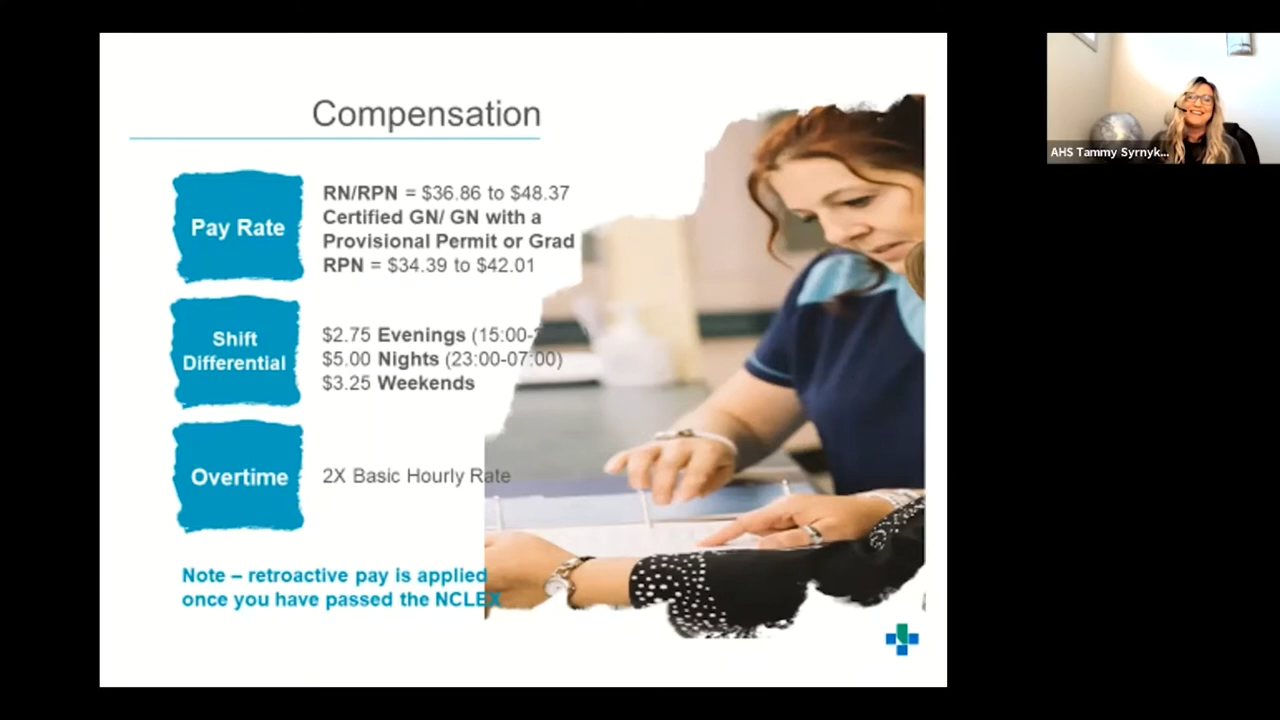 Compensation
Pay Rate
RN/RPN = $36.86 to $48.37
Certified GN/ GN with a
Provisional Permit or Grad
RPN = $34.39 to $42.01
Shift
Differential
$2.75 Evenings (15:00-
$5.00 Nights (23:00-07:00)
$3.25 Weekends
Overtime
2X Basic Hourly Rate
Note – retroactive pay is applied
once you have passed the NCLEX
AHS Tammy Syrnyk...